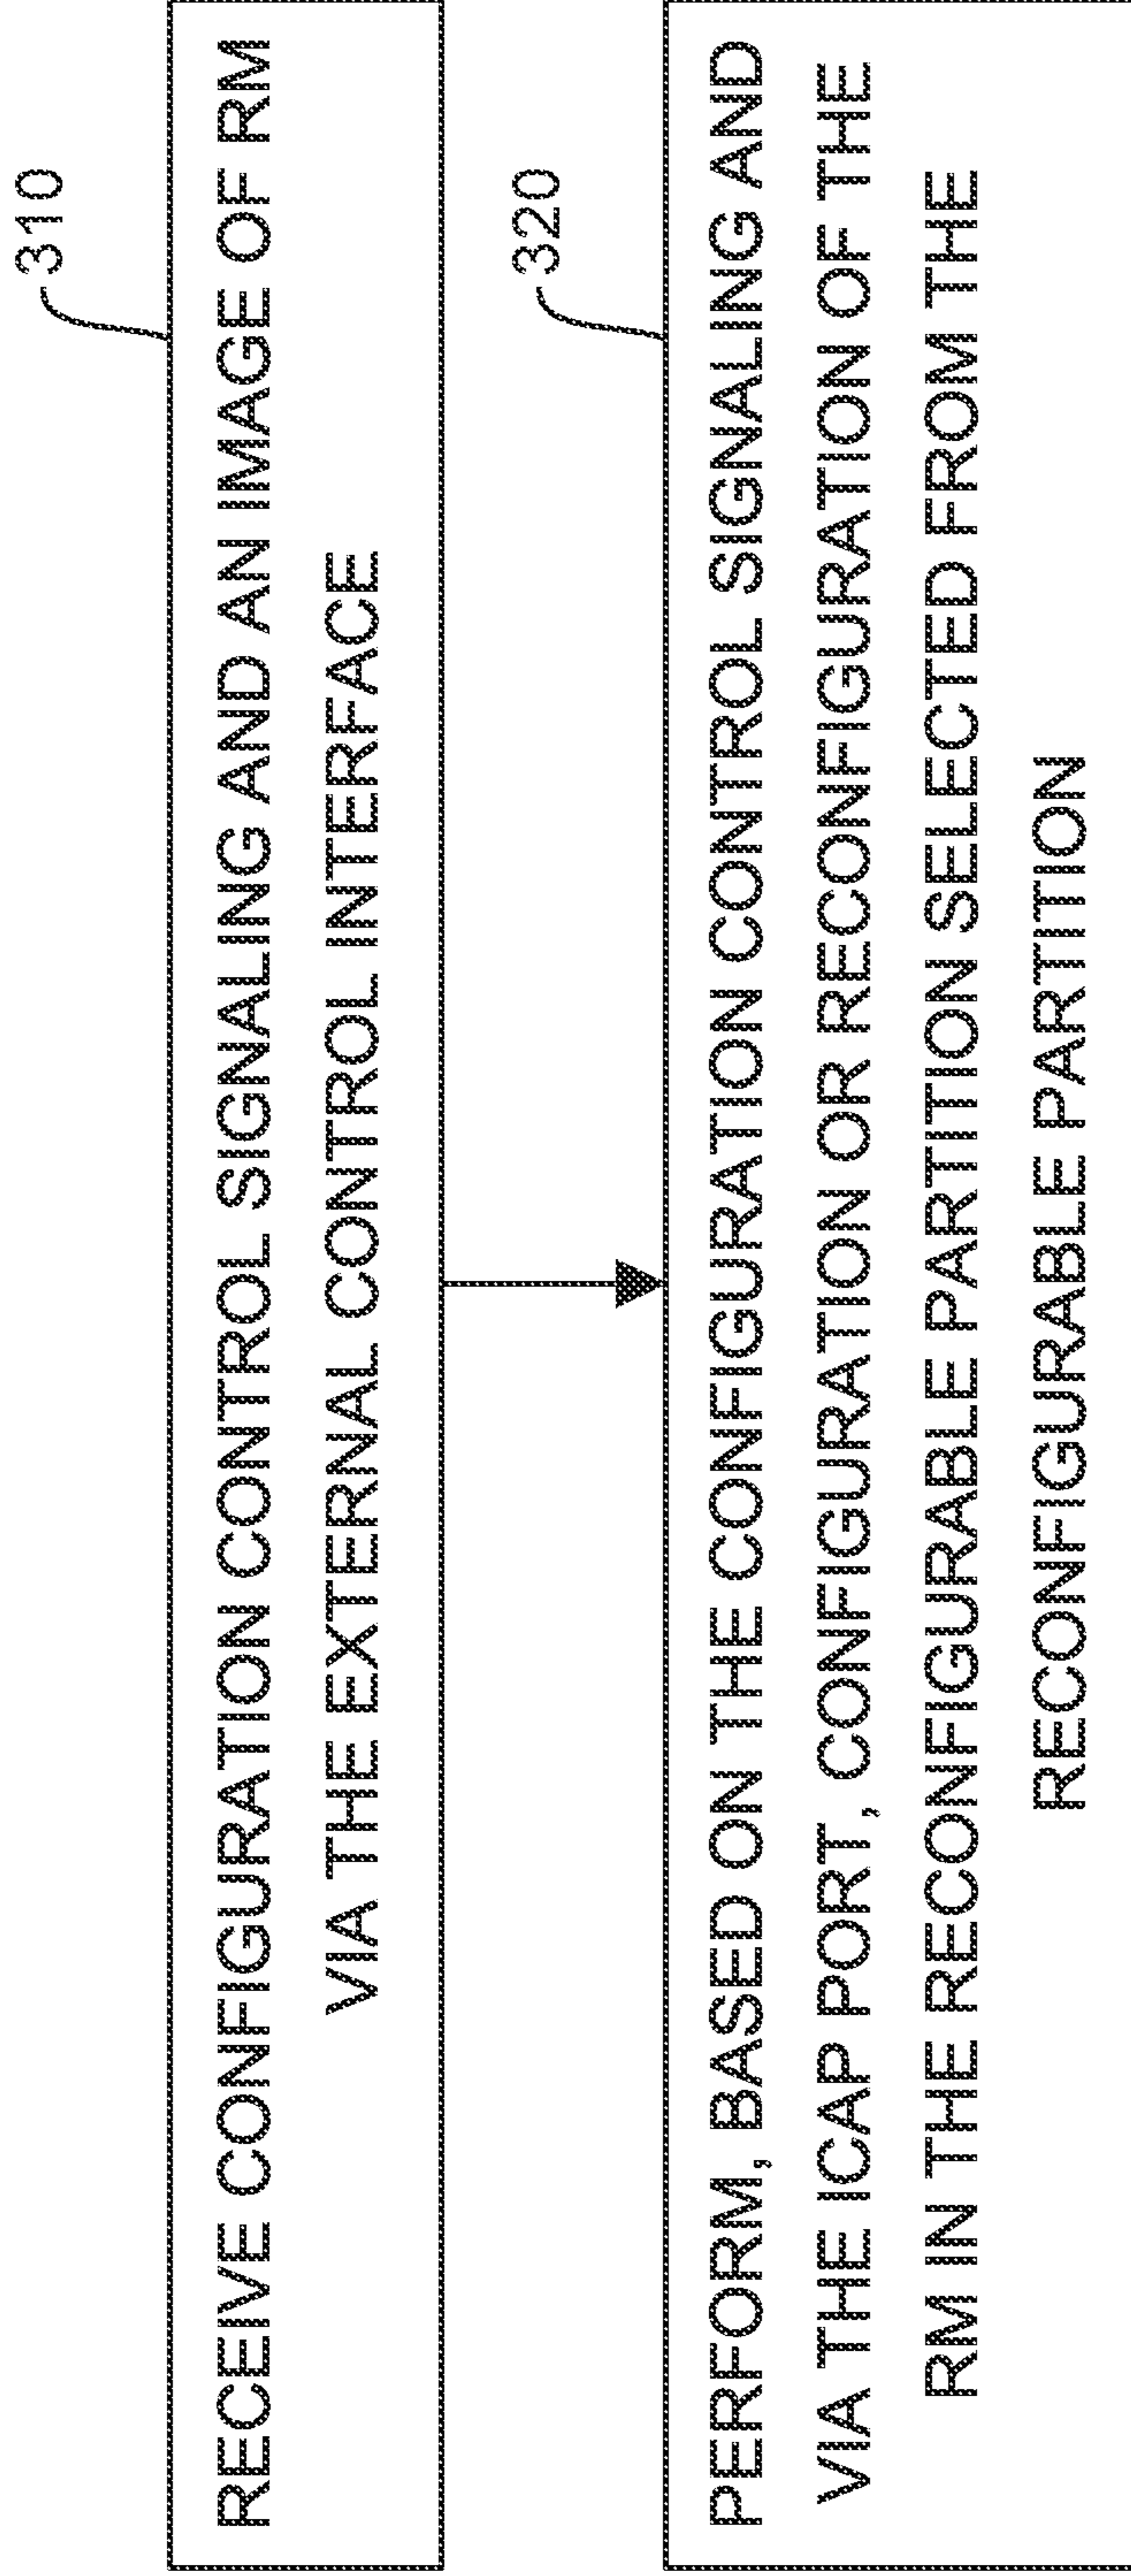 310
RECEIVE CONFIGURATION CONTROL SIGNALING AND AN IMAGE OF RM
VIA THE EXTERNAL CONTROL INTERFACE
320
PERFORM, BASED ON THE CONFIGURATION CONTROL SIGNALING AND
VIA THE ICAP PORT, CONFIGURATION OR RECONFIGURATION OF THE
RM IN THE RECONFIGURABLE PARTITION SELECTED FROM THE
RECONFIGURABLE PARTITION